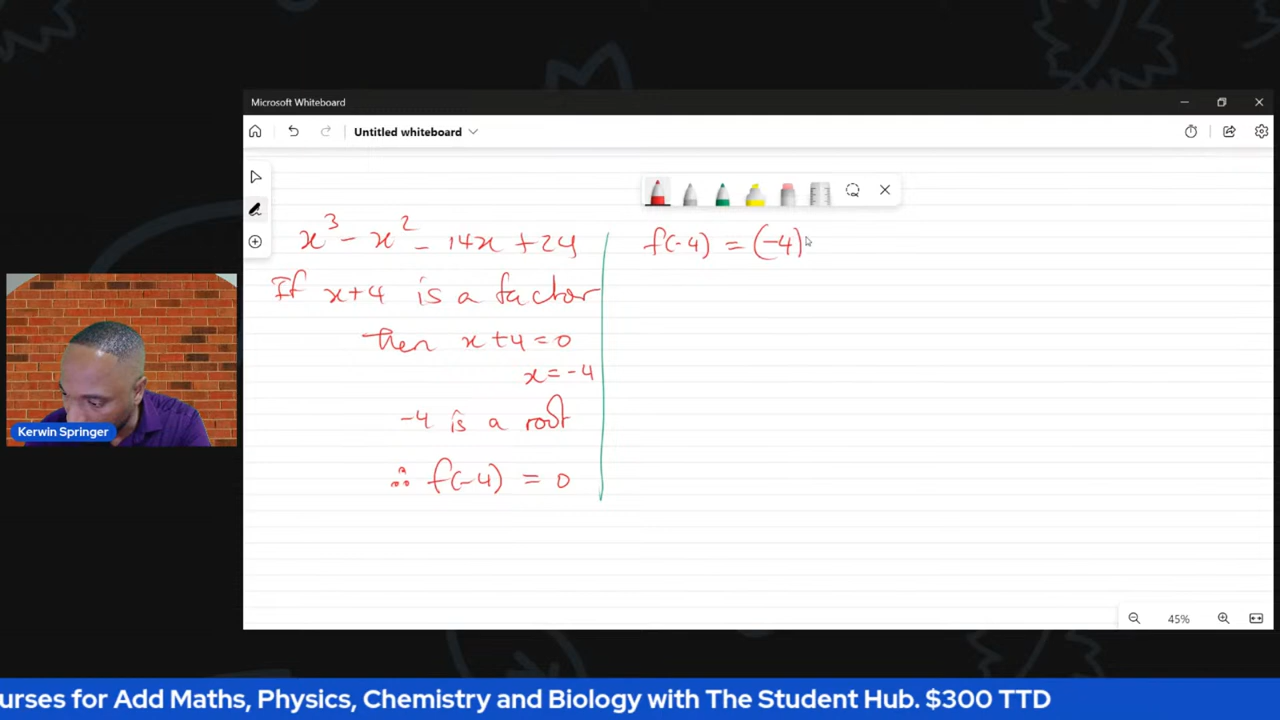 Microsoft Whiteboard
Untitled whiteboard
x³ - x² - 14x + 24
If x+4 is a factor
then x+4=0
x=-4
-4 is a root
∴ f(-4) = 0
f(-4) = (-4)
Kerwin Springer
45%
urses for Add Maths, Physics, Chemistry and Biology with The Student Hub. $300 TTD